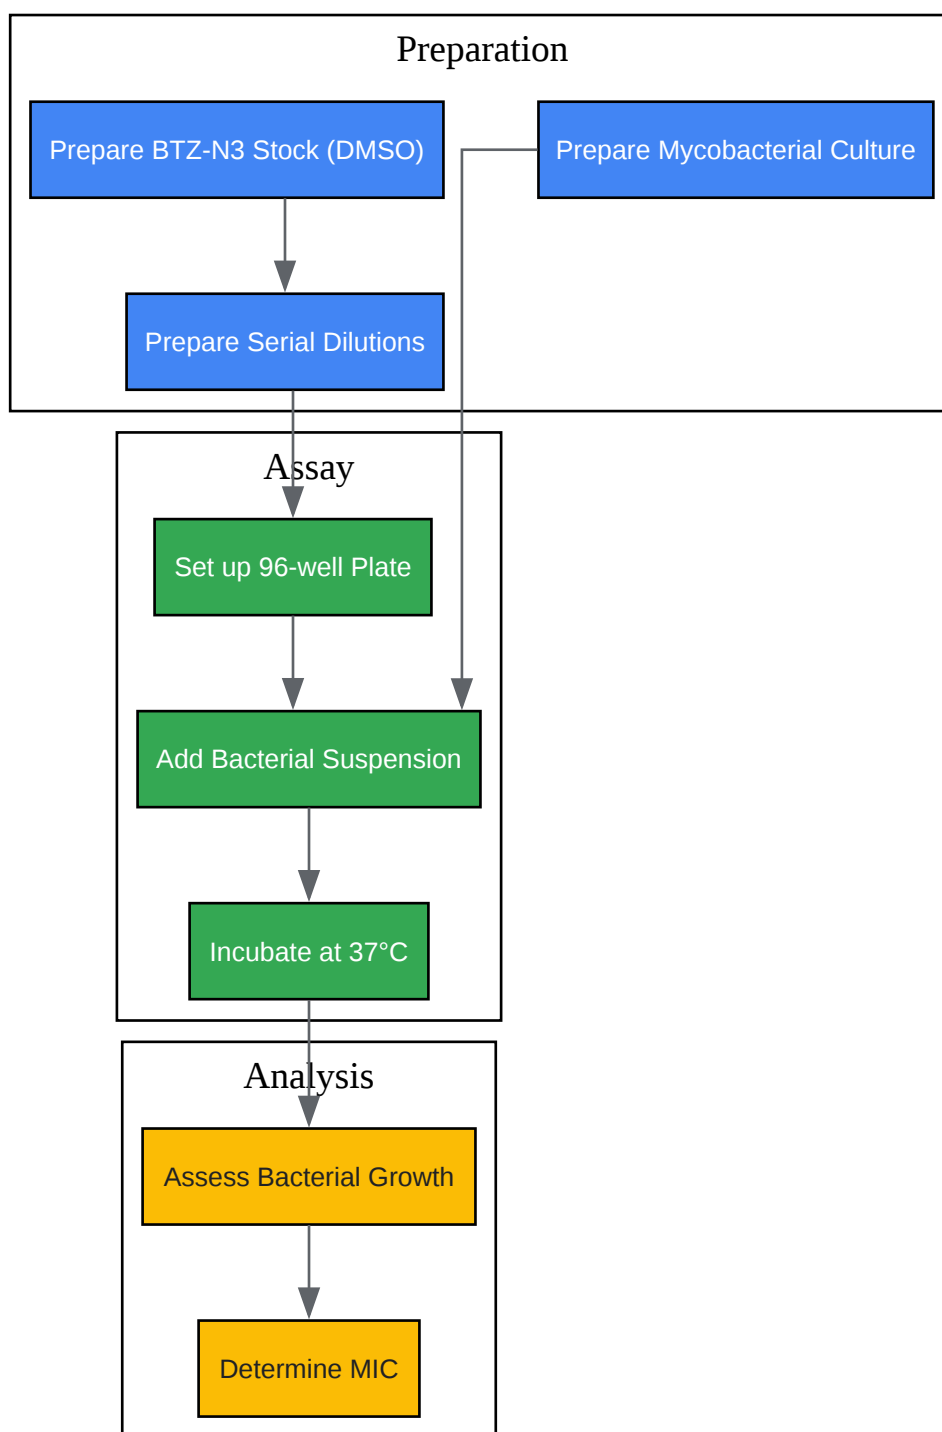 Preparation
Prepare BTZ-N3 Stock (DMSO)
Prepare Mycobacterial Culture
Prepare Serial Dilutions
Assay
Set up 96-well Plate
Add Bacterial Suspension
Incubate at 37°C
Analysis
Assess Bacterial Growth
Determine MIC